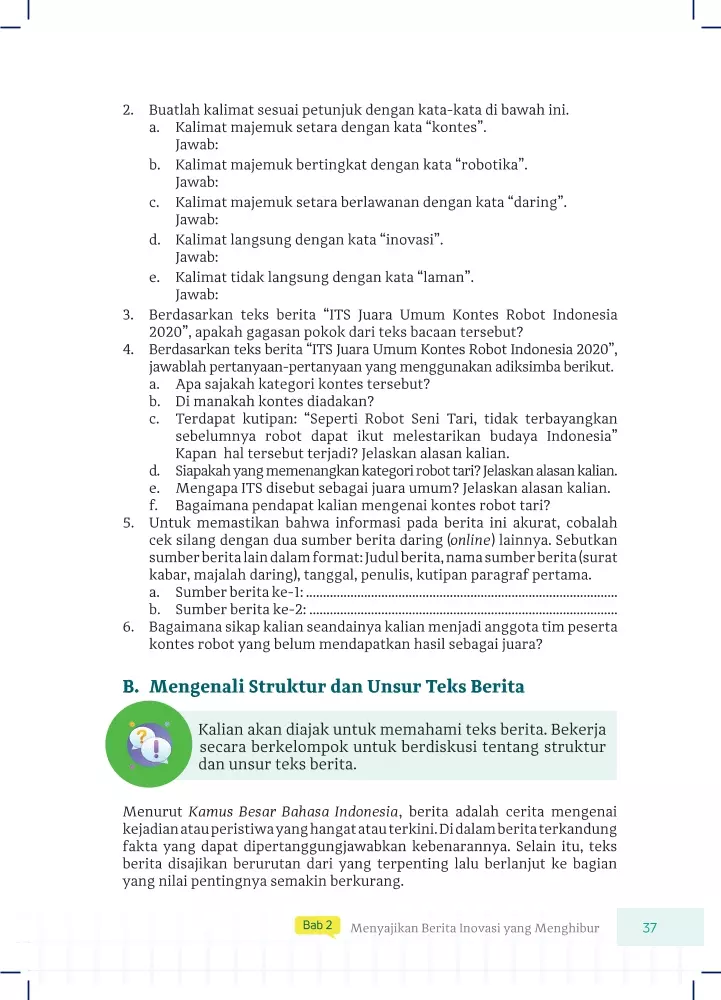 2. Buatlah kalimat sesuai petunjuk dengan kata-kata di bawah ini.
a. Kalimat majemuk setara dengan kata “kontes”.
Jawab:
b. Kalimat majemuk bertingkat dengan kata “robotika”.
Jawab:
c. Kalimat majemuk setara berlawanan dengan kata “daring”.
Jawab:
d. Kalimat langsung dengan kata “inovasi”.
Jawab:
e. Kalimat tidak langsung dengan kata “laman”.
Jawab:
3. Berdasarkan teks berita “ITS Juara Umum Kontes Robot Indonesia
2020”, apakah gagasan pokok dari teks bacaan tersebut?
4. Berdasarkan teks berita “ITS Juara Umum Kontes Robot Indonesia 2020”,
jawablah pertanyaan-pertanyaan yang menggunakan adiksimba berikut.
a. Apa sajakah kategori kontes tersebut?
b. Di manakah kontes diadakan?
c. Terdapat kutipan: “Seperti Robot Seni Tari, tidak terbayangkan
sebelumnya robot dapat ikut melestarikan budaya Indonesia”
Kapan hal tersebut terjadi? Jelaskan alasan kalian.
d. Siapakah yang memenangkan kategori robot tari? Jelaskan alasan kalian.
e. Mengapa ITS disebut sebagai juara umum? Jelaskan alasan kalian.
f. Bagaimana pendapat kalian mengenai kontes robot tari?
5. Untuk memastikan bahwa informasi pada berita ini akurat, cobalah
cek silang dengan dua sumber berita daring (online) lainnya. Sebutkan
sumber berita lain dalam format: Judul berita, nama sumber berita (surat
kabar, majalah daring), tanggal, penulis, kutipan paragraf pertama.
a. Sumber berita ke-1: ..........................................................................................
b. Sumber berita ke-2: .........................................................................................
6. Bagaimana sikap kalian seandainya kalian menjadi anggota tim peserta
kontes robot yang belum mendapatkan hasil sebagai juara?
B. Mengenali Struktur dan Unsur Teks Berita
Kalian akan diajak untuk memahami teks berita. Bekerja
secara berkelompok untuk berdiskusi tentang struktur
dan unsur teks berita.
Menurut Kamus Besar Bahasa Indonesia, berita adalah cerita mengenai
kejadian atau peristiwa yang hangat atau terkini. Di dalam berita terkandung
fakta yang dapat dipertanggungjawabkan kebenarannya. Selain itu, teks
berita disajikan berurutan dari yang terpenting lalu berlanjut ke bagian
yang nilai pentingnya semakin berkurang.
Bab 2 Menyajikan Berita Inovasi yang Menghibur 37